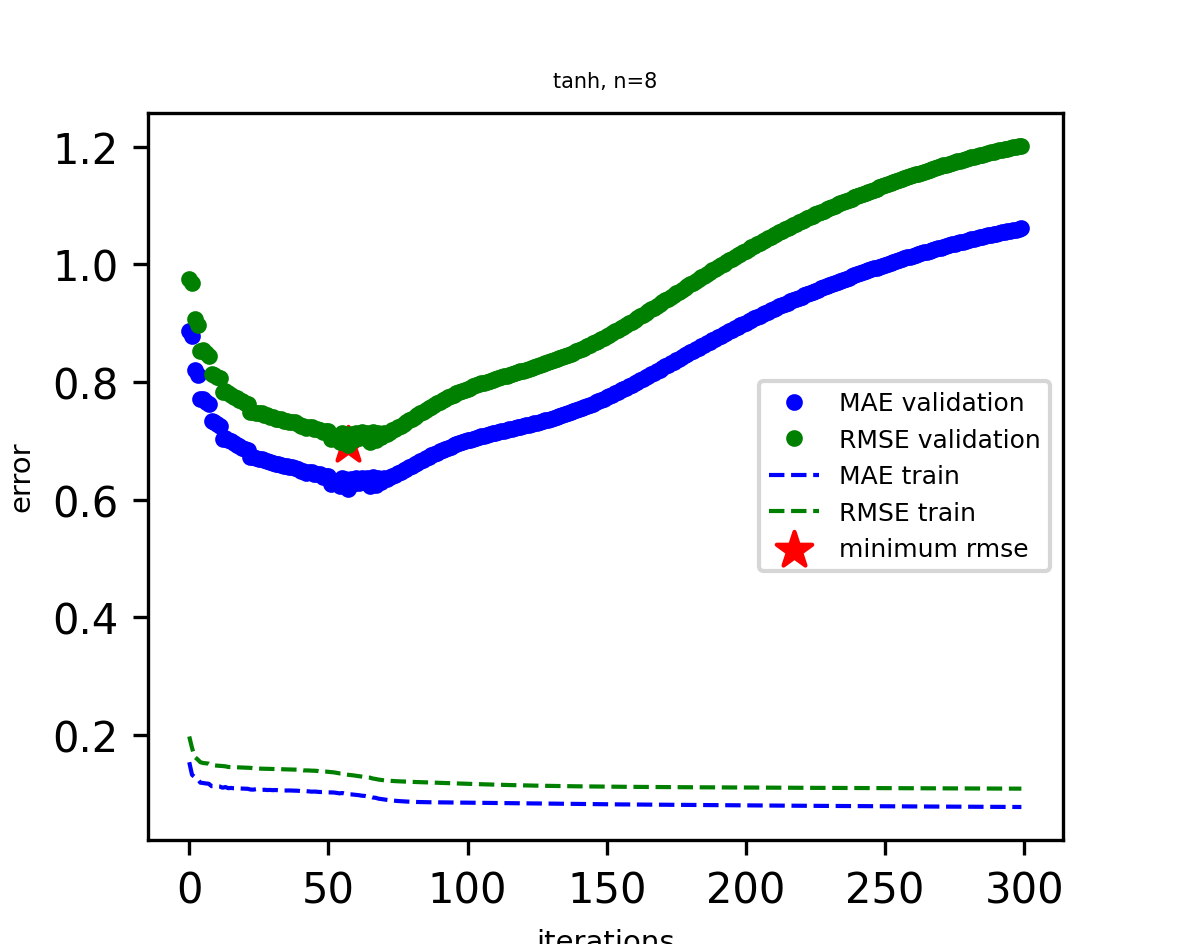 tanh, n=8
1.2
1.0
0.8
0.6
0.4
0.2
error
MAE validation
RMSE validation
MAE train
RMSE train
minimum rmse
0 50 100 150 200 250 300
iterations